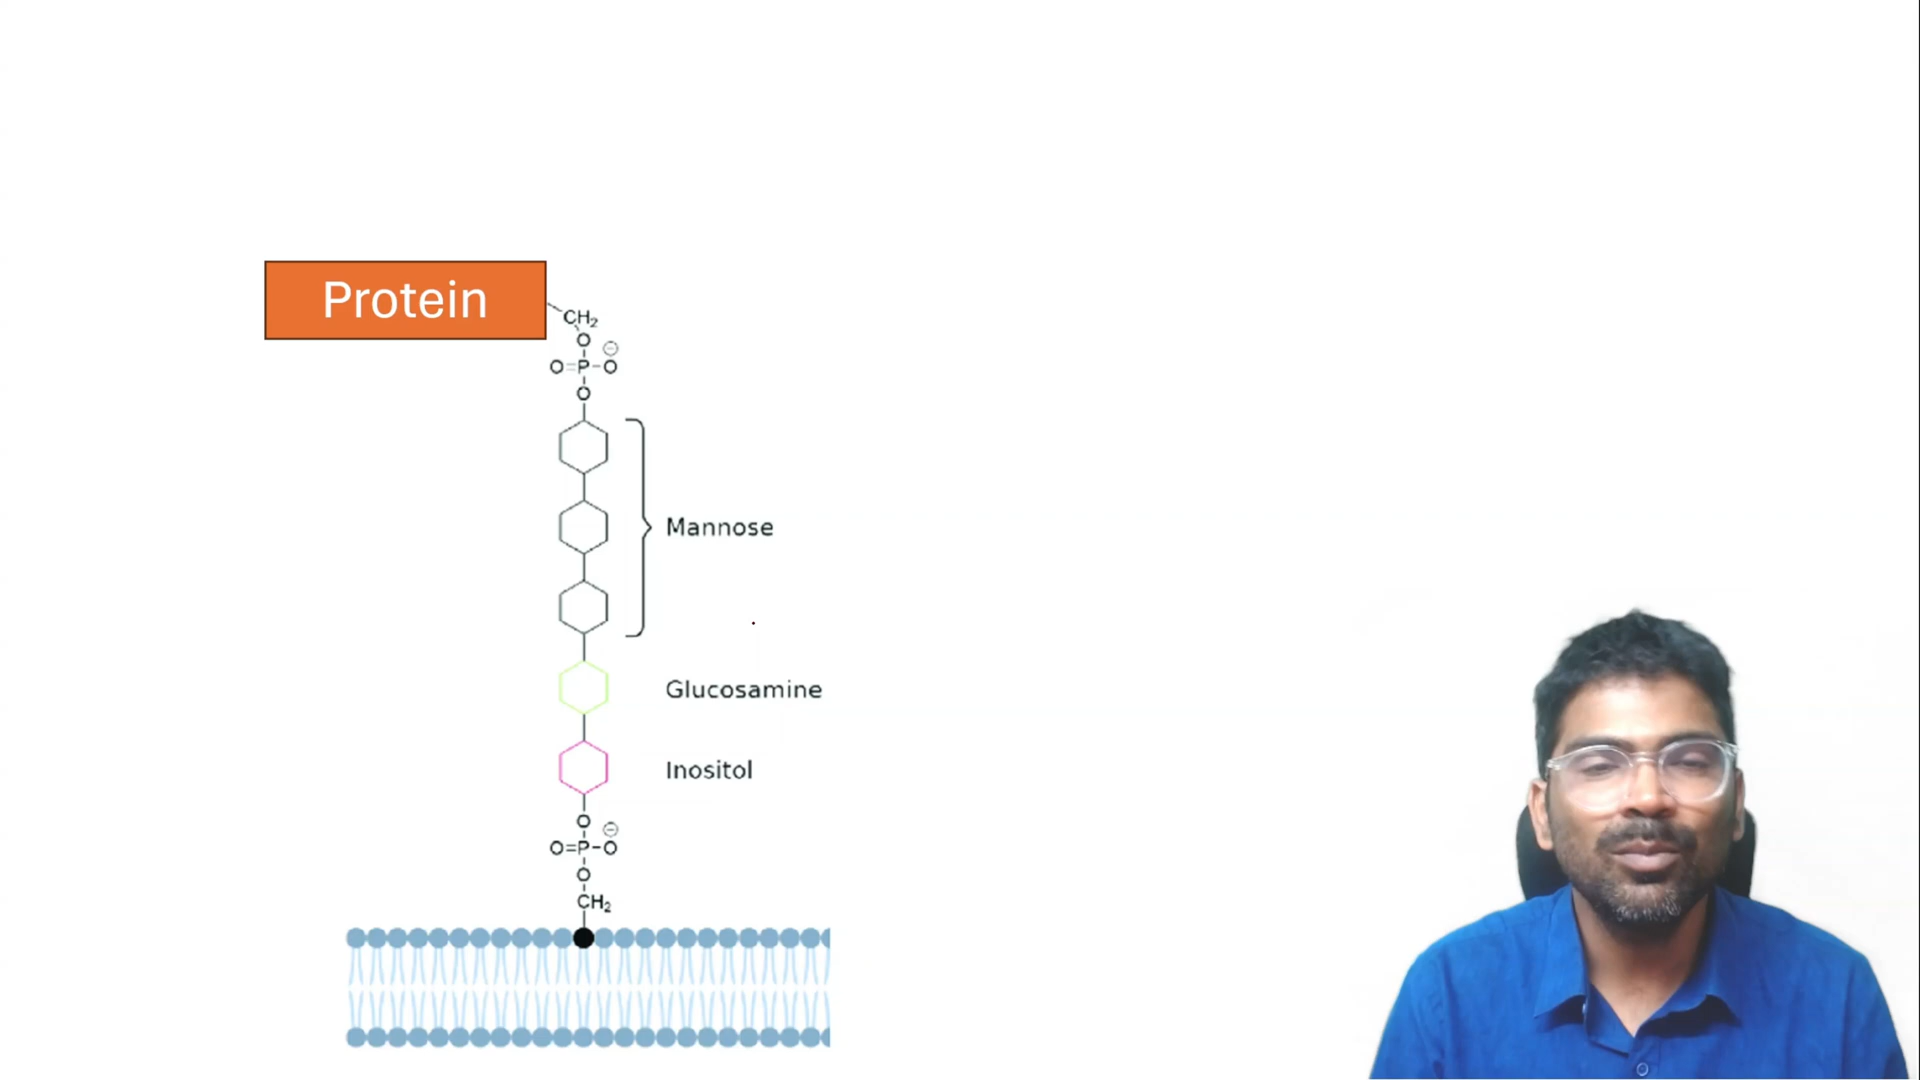 Protein
CH₂
O
⊖
O=P-O
O
Mannose
Glucosamine
Inositol
O
⊖
O=P-O
O
CH₂